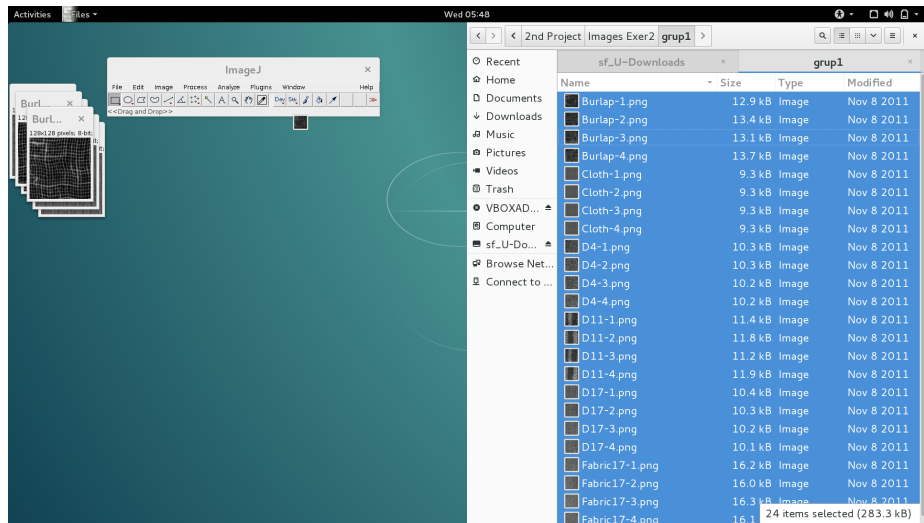 Activities Files Wed 05:48
2nd Project Images Exer2 grup1
ImageJ
File Edit Image Process Analyze Plugins Window Help
Dev Stk
<<Drag and Drop>>
Burl...
Burl...
128x128 pixels; 8-bit;
Recent
Home
Documents
Downloads
Music
Pictures
Videos
Trash
VBOXAD...
Computer
sf_U-Do...
Browse Net...
Connect to ...
sf_U-Downloads grup1
Name Size Type Modified
Burlap-1.png 12.9 kB Image Nov 8 2011
Burlap-2.png 13.4 kB Image Nov 8 2011
Burlap-3.png 13.1 kB Image Nov 8 2011
Burlap-4.png 13.7 kB Image Nov 8 2011
Cloth-1.png 9.3 kB Image Nov 8 2011
Cloth-2.png 9.3 kB Image Nov 8 2011
Cloth-3.png 9.3 kB Image Nov 8 2011
Cloth-4.png 9.3 kB Image Nov 8 2011
D4-1.png 10.3 kB Image Nov 8 2011
D4-2.png 10.3 kB Image Nov 8 2011
D4-3.png 10.2 kB Image Nov 8 2011
D4-4.png 10.2 kB Image Nov 8 2011
D11-1.png 11.4 kB Image Nov 8 2011
D11-2.png 11.8 kB Image Nov 8 2011
D11-3.png 11.2 kB Image Nov 8 2011
D11-4.png 11.9 kB Image Nov 8 2011
D17-1.png 10.4 kB Image Nov 8 2011
D17-2.png 10.3 kB Image Nov 8 2011
D17-3.png 10.2 kB Image Nov 8 2011
D17-4.png 10.1 kB Image Nov 8 2011
Fabric17-1.png 16.2 kB Image Nov 8 2011
Fabric17-2.png 16.0 kB Image Nov 8 2011
Fabric17-3.png 16.3 kB Image Nov 8 2011
Fabric17-4.png 16.1
24 items selected (283.3 kB)